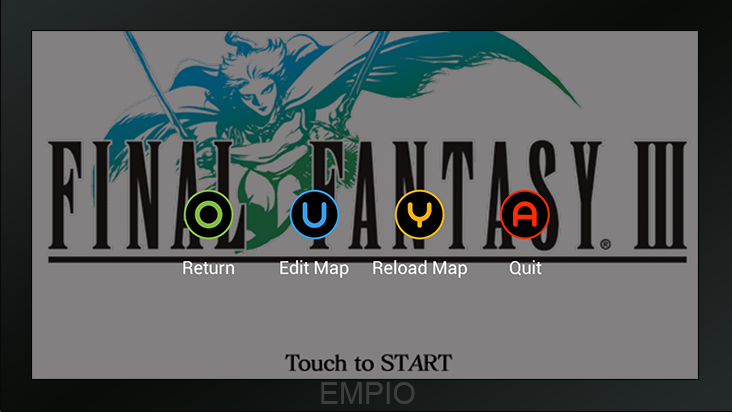 FINAL FANTASY® III
O U Y A
Return Edit Map Reload Map Quit
Touch to START
EMPIO